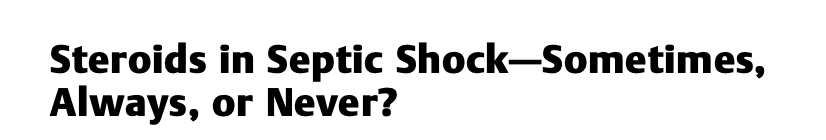 Steroids in Septic Shock—Sometimes,
Always, or Never?